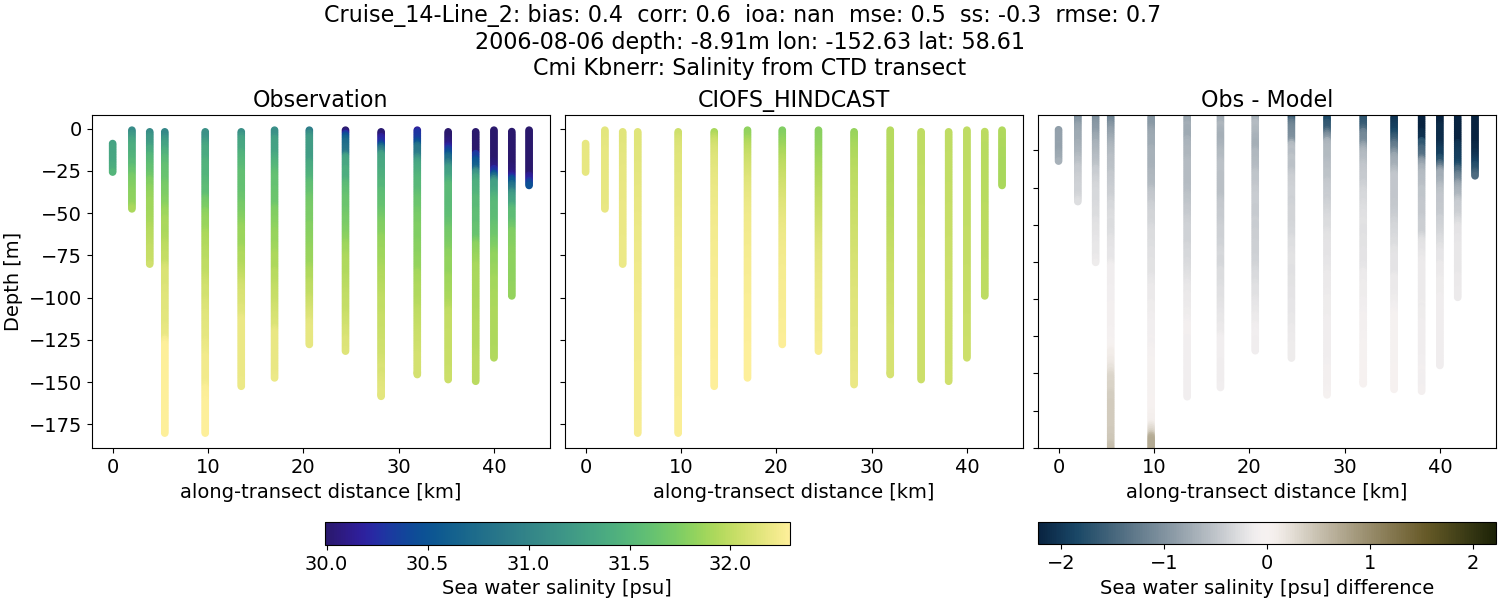 Cruise_14-Line_2: bias: 0.4  corr: 0.6  ioa: nan  mse: 0.5  ss: -0.3  rmse: 0.7
2006-08-06 depth: -8.91m lon: -152.63 lat: 58.61
Cmi Kbnerr: Salinity from CTD transect
Observation
CIOFS_HINDCAST
Obs - Model
Depth [m]
0
−25
−50
−75
−100
−125
−150
−175
0 10 20 30 40
0 10 20 30 40
0 10 20 30 40
along-transect distance [km]
along-transect distance [km]
along-transect distance [km]
30.0 30.5 31.0 31.5 32.0
Sea water salinity [psu]
−2 −1 0 1 2
Sea water salinity [psu] difference